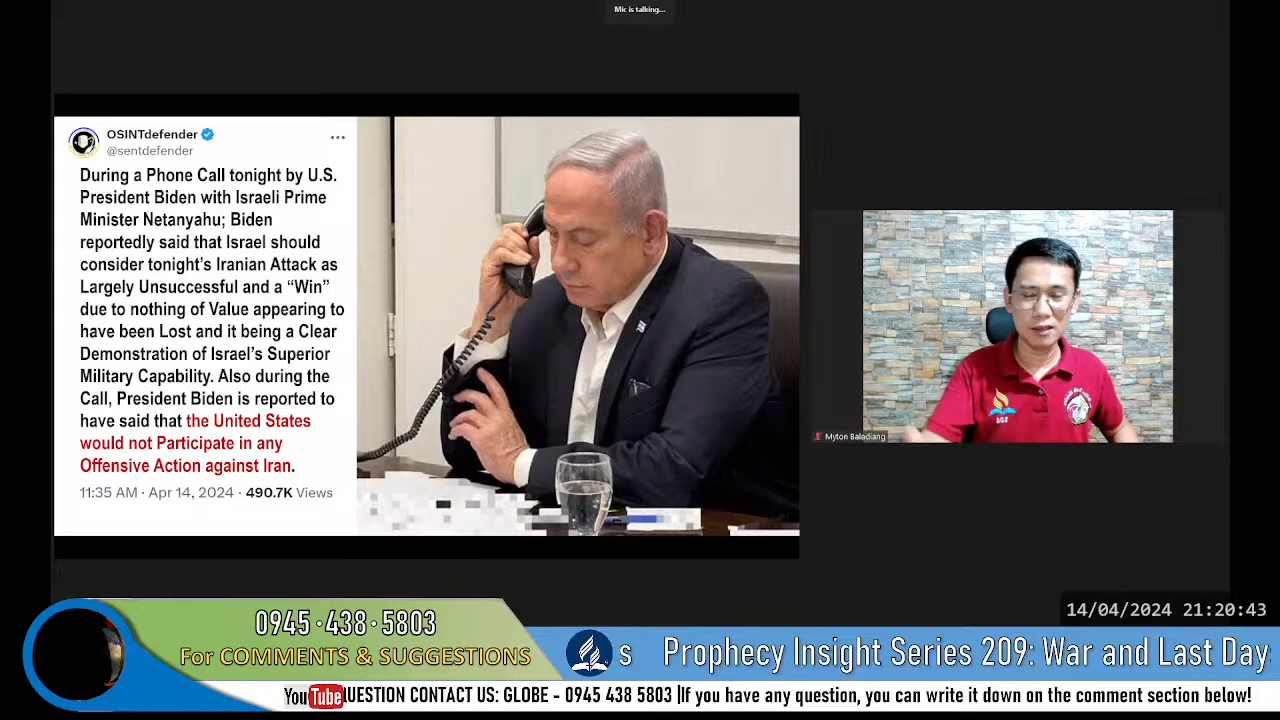 Mic is talking...
OSINTdefender
@sentdefender
During a Phone Call tonight by U.S.
President Biden with Israeli Prime
Minister Netanyahu; Biden
reportedly said that Israel should
consider tonight's Iranian Attack as
Largely Unsuccessful and a “Win”
due to nothing of Value appearing to
have been Lost and it being a Clear
Demonstration of Israel's Superior
Military Capability. Also during the
Call, President Biden is reported to
have said that the United States
would not Participate in any
Offensive Action against Iran.
11:35 AM · Apr 14, 2024 · 490.7K Views
Myton Baladiang
14/04/2024 21:20:43
0945·438·5803
For COMMENTS & SUGGESTIONS
s Prophecy Insight Series 209: War and Last Day
YouTube UESTION CONTACT US: GLOBE - 0945 438 5803 |If you have any question, you can write it down on the comment section below!